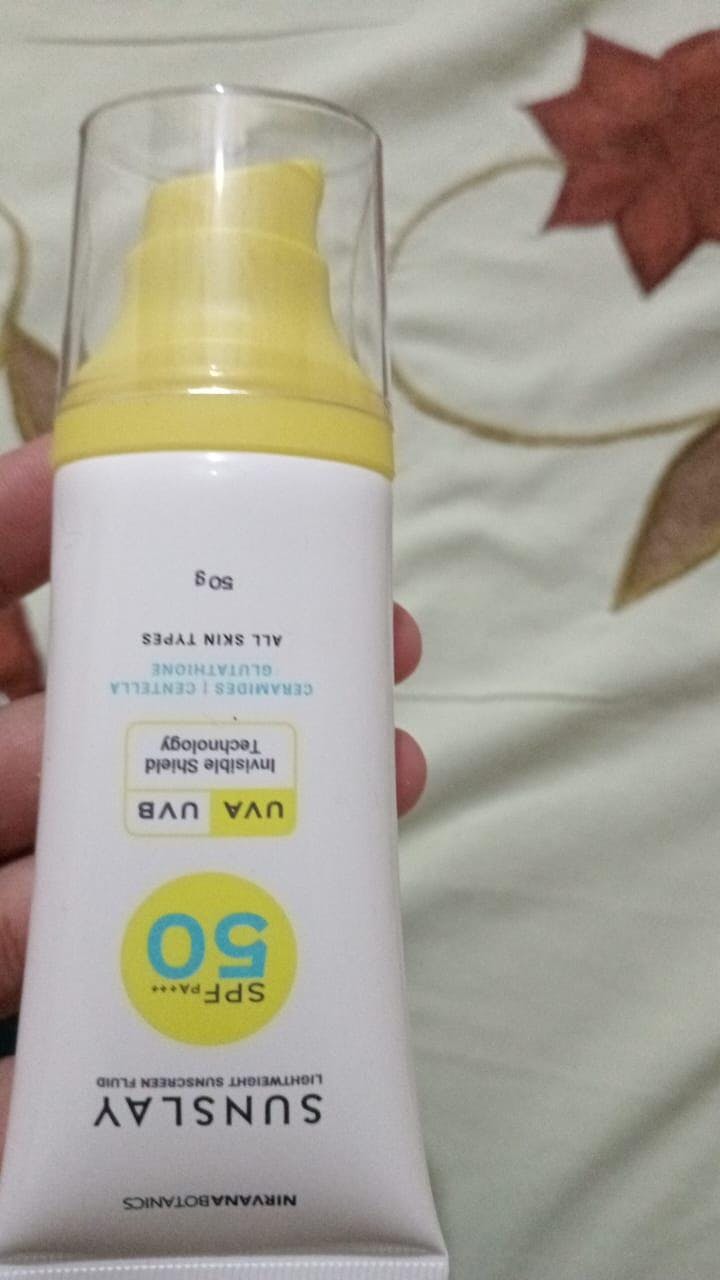 NIRVANABOTANICS
SUNSLAY
LIGHTWEIGHT SUNSCREEN FLUID
SPF PA+++
50
UVA UVB
Invisible Shield
Technology
CERAMIDES | CENTELLA
GLUTATHIONE
ALL SKIN TYPES
50 g